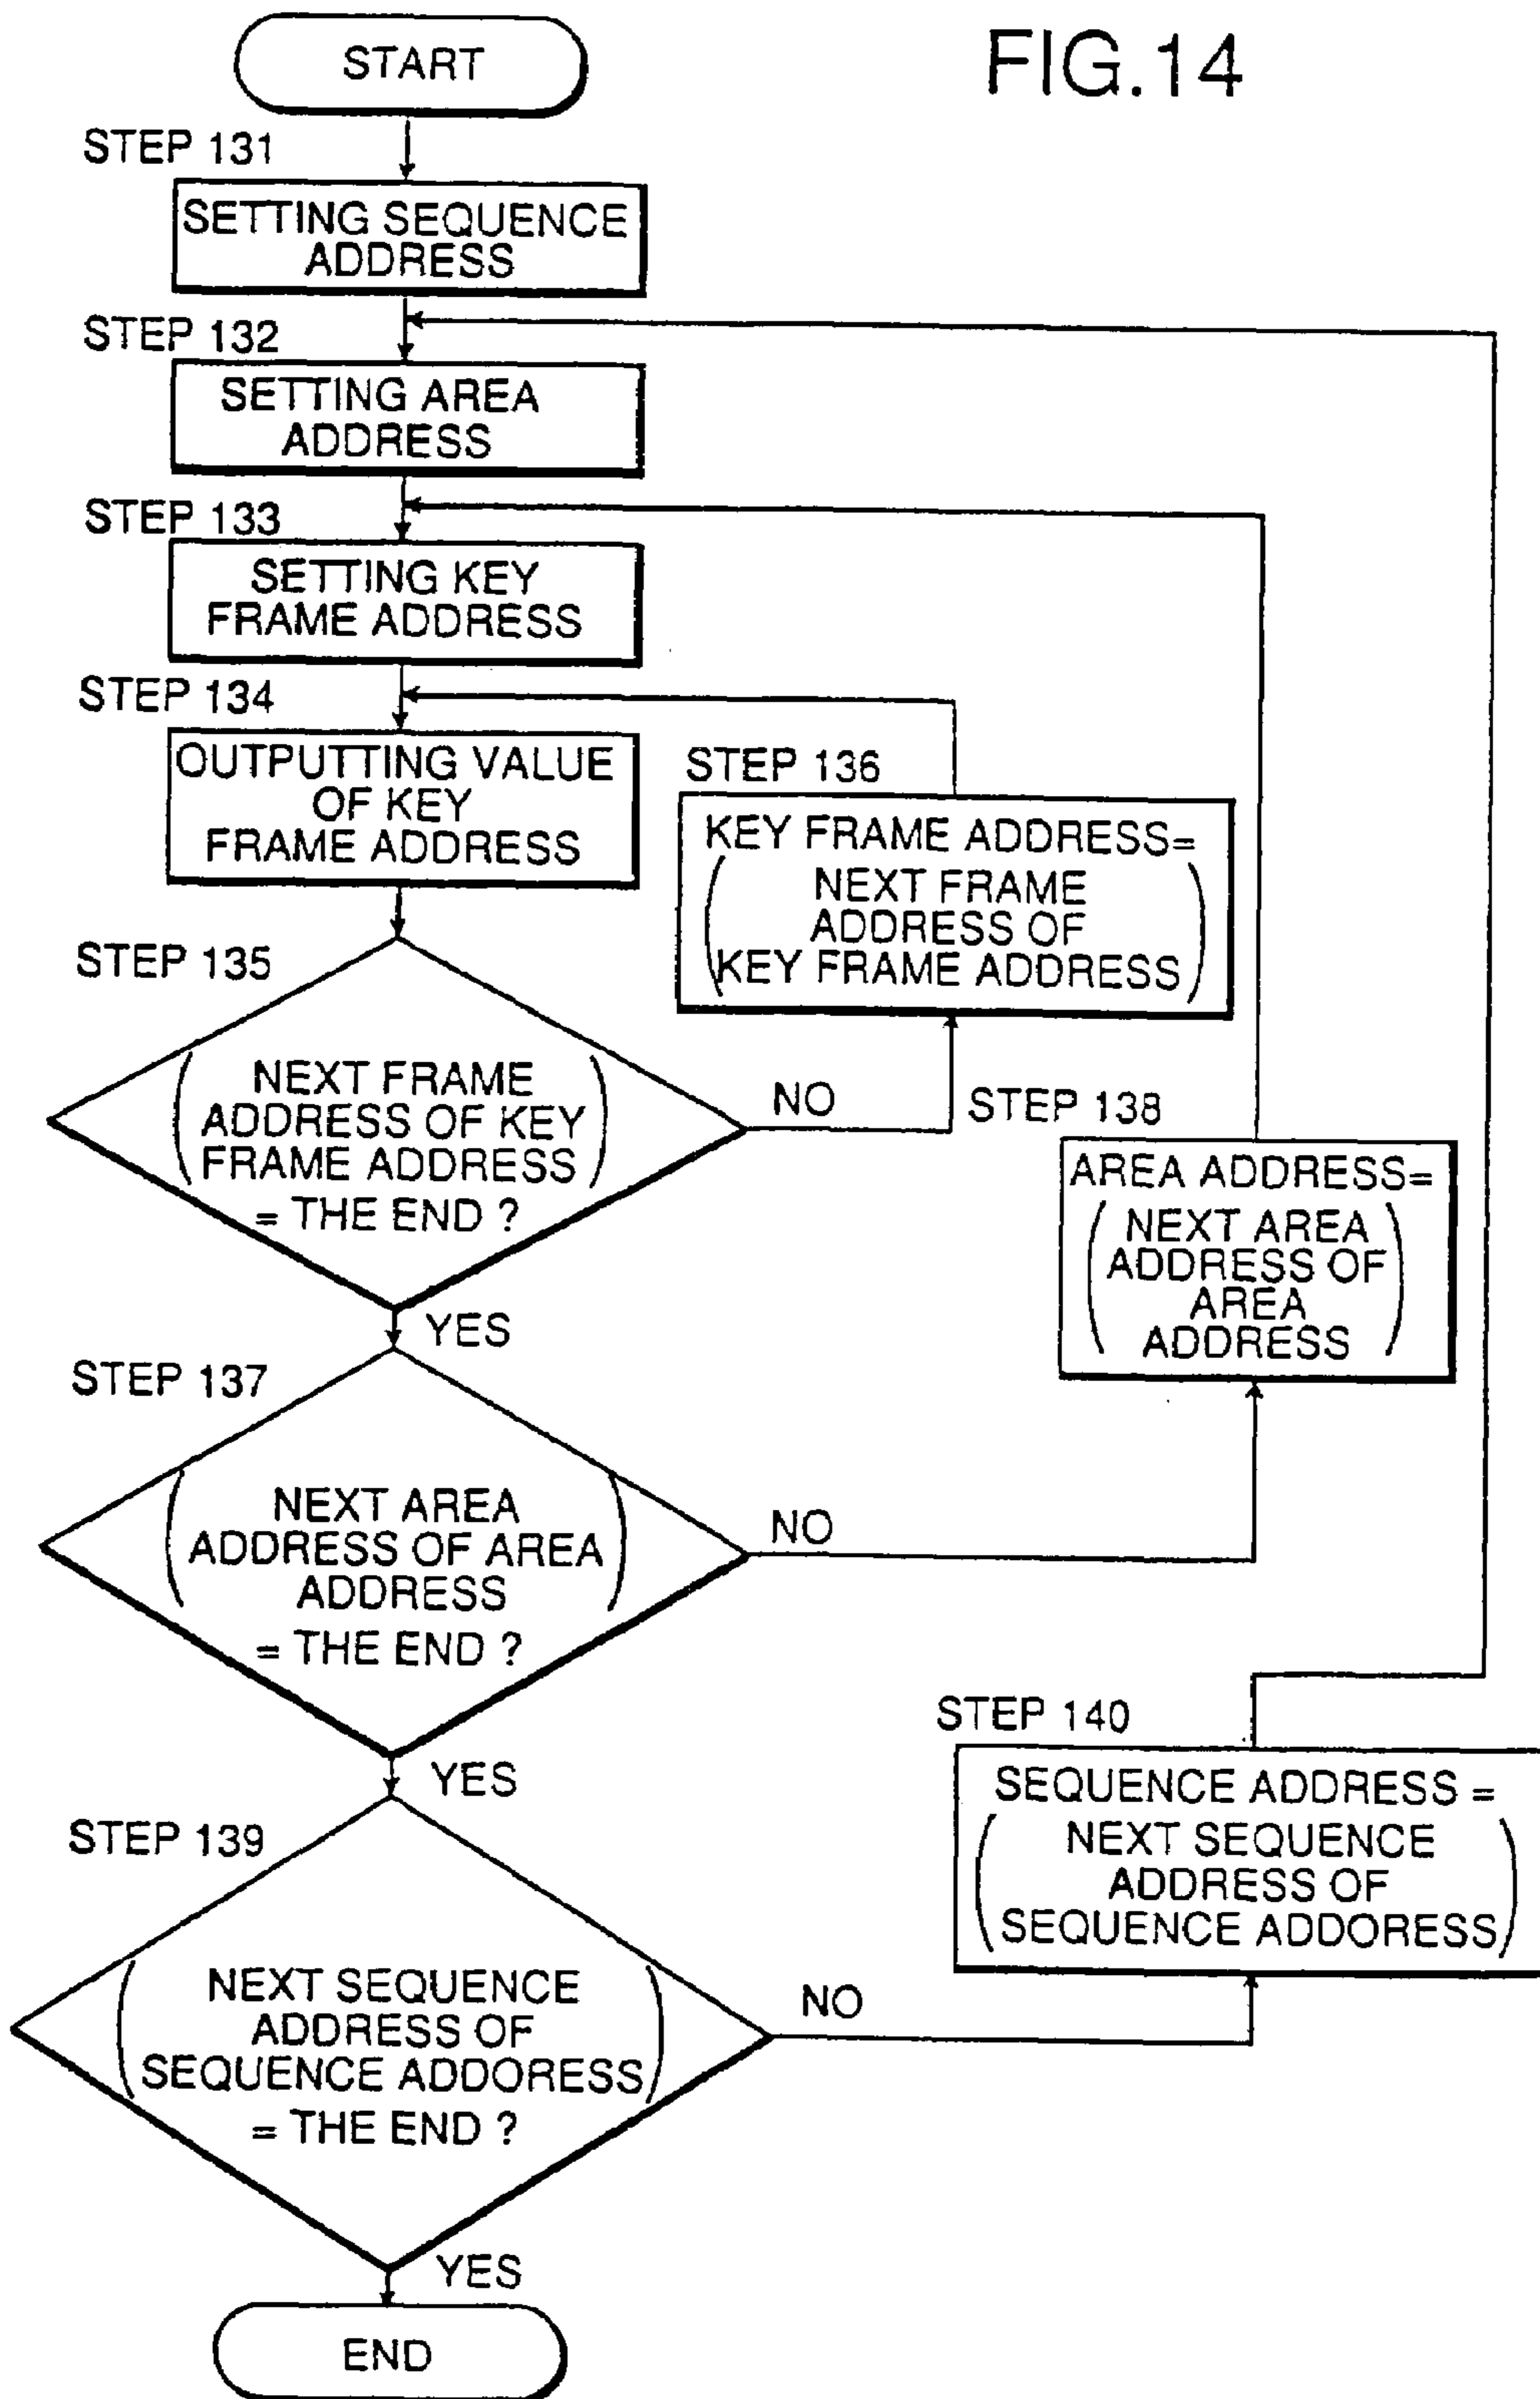 FIG.14
START
STEP 131
SETTING SEQUENCE
ADDRESS
STEP 132
SETTING AREA
ADDRESS
STEP 133
SETTING KEY
FRAME ADDRESS
STEP 134
OUTPUTTING VALUE
OF KEY
FRAME ADDRESS
STEP 136
KEY FRAME ADDRESS=
( NEXT FRAME
ADDRESS OF
KEY FRAME ADDRESS )
STEP 135
( NEXT FRAME
ADDRESS OF KEY
FRAME ADDRESS )
= THE END ?
NO
YES
STEP 138
AREA ADDRESS=
( NEXT AREA
ADDRESS OF
AREA
ADDRESS )
STEP 137
( NEXT AREA
ADDRESS OF AREA
ADDRESS )
= THE END ?
NO
YES
STEP 140
SEQUENCE ADDRESS =
( NEXT SEQUENCE
ADDRESS OF
SEQUENCE ADDORESS )
STEP 139
( NEXT SEQUENCE
ADDRESS OF
SEQUENCE ADDORESS )
= THE END ?
NO
YES
END